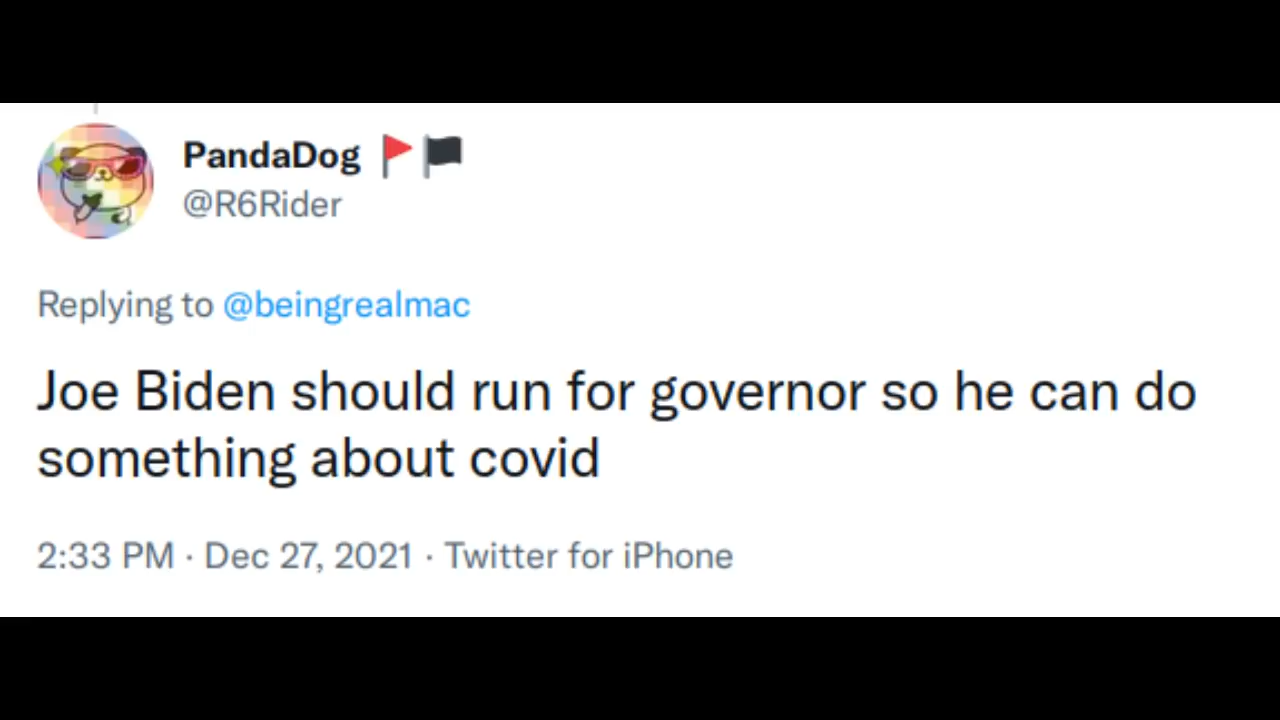 PandaDog 🚩🏴
@R6Rider
Replying to @beingrealmac
Joe Biden should run for governor so he can do
something about covid
2:33 PM · Dec 27, 2021 · Twitter for iPhone